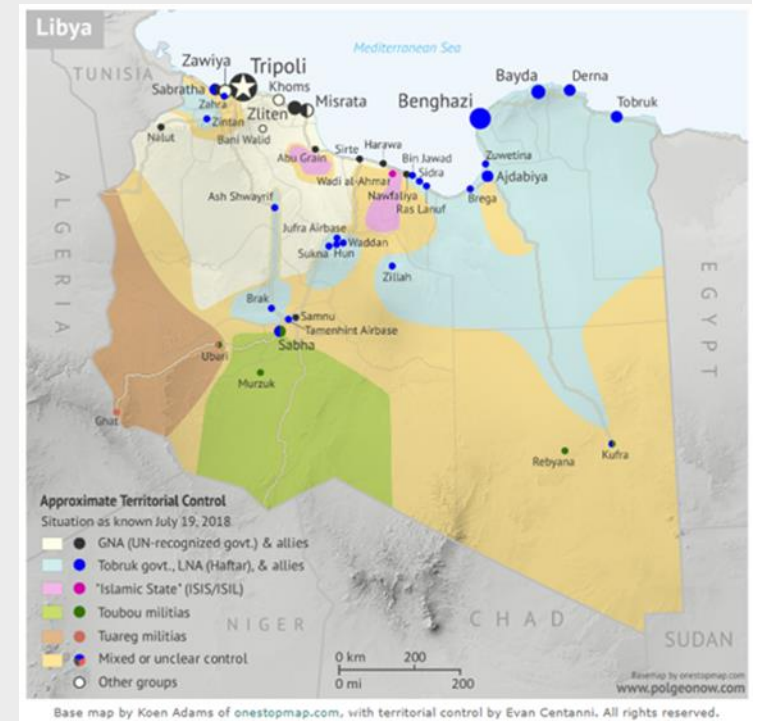 Libya
Mediterranean Sea
TUNISIA
Zawiya
Tripoli
Sabratha
Khoms
Zahra
Zliten
Misrata
Zintan
Nalut
Bani Walid
Benghazi
Bayda
Derna
Tobruk
Abu Grain
Sirte
Harawa
Bin Jawad
Sidra
Zuwetina
Ajdabiya
Wadi al-Ahmar
Nawfaliya
Ras Lanuf
Brega
ALGERIA
Ash Shwayrif
Jufra Airbase
Waddan
Sukna
Hun
Zillah
EGYPT
Brak
Samnu
Tamenhint Airbase
Sabha
Ubari
Murzuk
Ghat
Rebyana
Kufra
Approximate Territorial Control
Situation as known July 19, 2018
GNA (UN-recognized govt.) & allies
Tobruk govt., LNA (Haftar), & allies
"Islamic State" (ISIS/ISIL)
Toubou militias
Tuareg militias
Mixed or unclear control
Other groups
NIGER
CHAD
SUDAN
0 km 200
0 mi 200
Basemap by onestopmap.com
www.polgeonow.com
Base map by Koen Adams of onestopmap.com, with territorial control by Evan Centanni. All rights reserved.